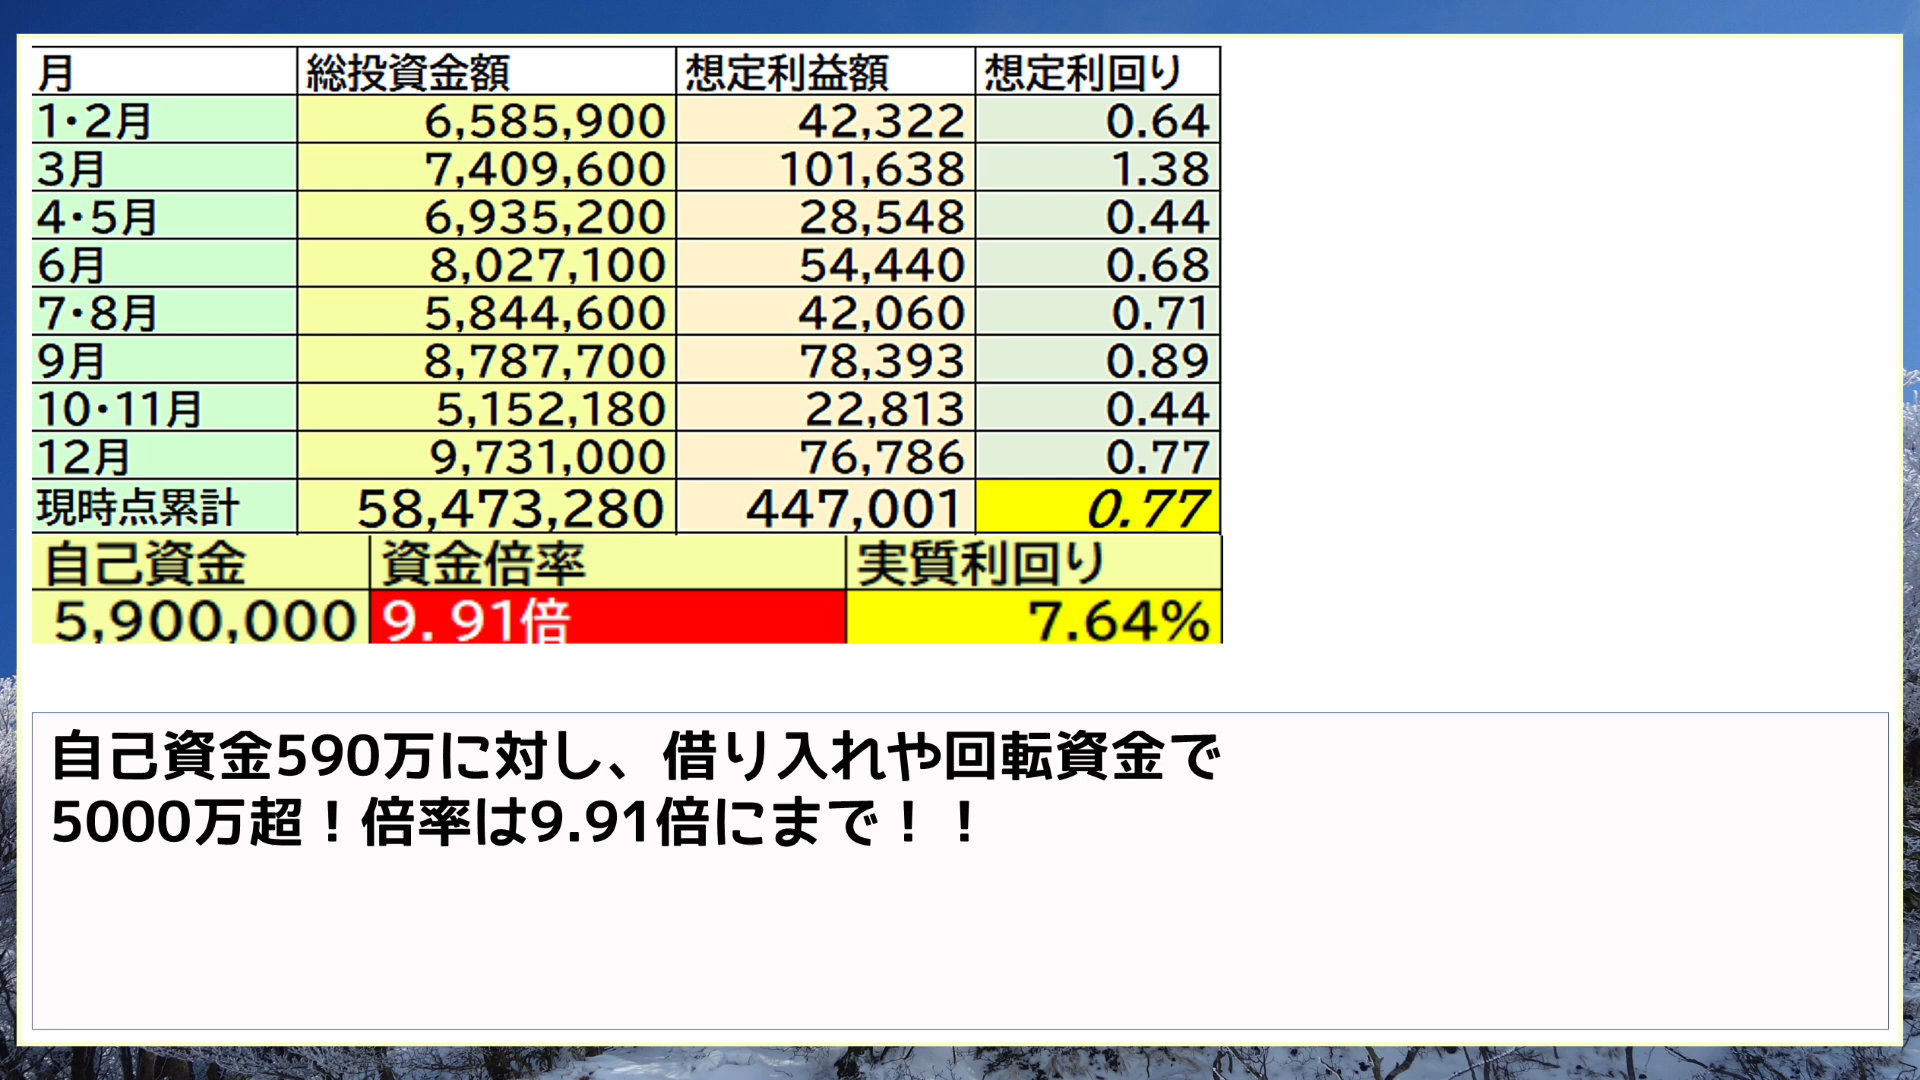 月 総投資金額 想定利益額 想定利回り
1・2月 6,585,900 42,322 0.64
3月 7,409,600 101,638 1.38
4・5月 6,935,200 28,548 0.44
6月 8,027,100 54,440 0.68
7・8月 5,844,600 42,060 0.71
9月 8,787,700 78,393 0.89
10・11月 5,152,180 22,813 0.44
12月 9,731,000 76,786 0.77
現時点累計 58,473,280 447,001 0.77
自己資金 資金倍率 実質利回り
5,900,000 9.91倍 7.64%
自己資金590万に対し、借り入れや回転資金で
5000万超！倍率は9.91倍にまで！！